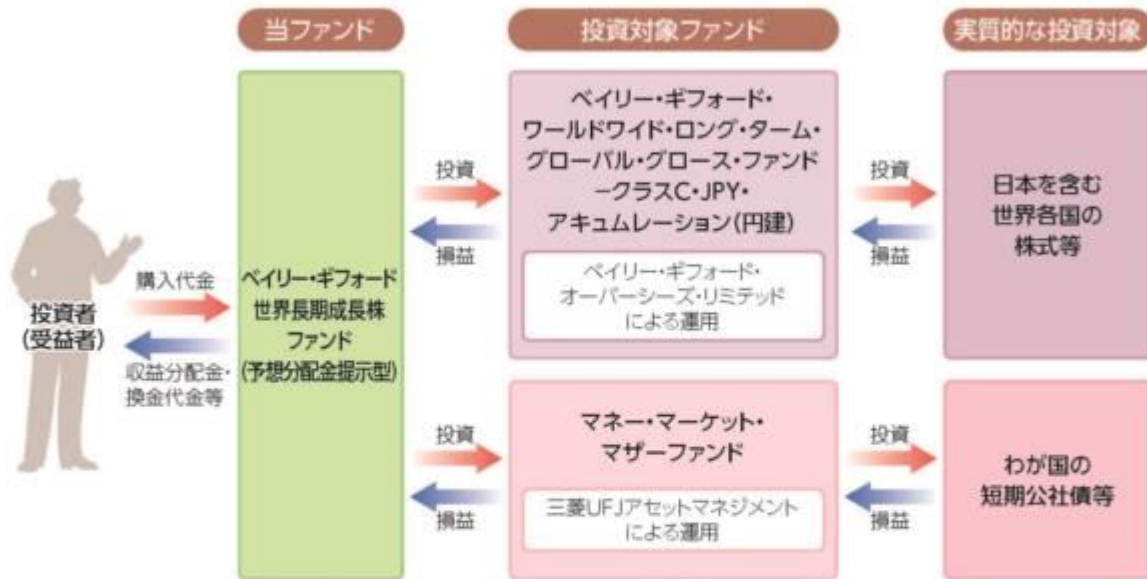 当ファンド
投資対象ファンド
実質的な投資対象
投資者
(受益者)
購入代金
収益分配金・
換金代金等
ベイリー・ギフォード
世界長期成長株
ファンド
(予想分配金提示型)
投資
損益
ベイリー・ギフォード・
ワールドワイド・ロング・ターム・
グローバル・グロース・ファンド
－クラスC・JPY・
アキュムレーション(円建)
ベイリー・ギフォード・
オーバーシーズ・リミテッド
による運用
投資
損益
日本を含む
世界各国の
株式等
投資
損益
マネー・マーケット・
マザーファンド
三菱UFJアセットマネジメント
による運用
投資
損益
わが国の
短期公社債等